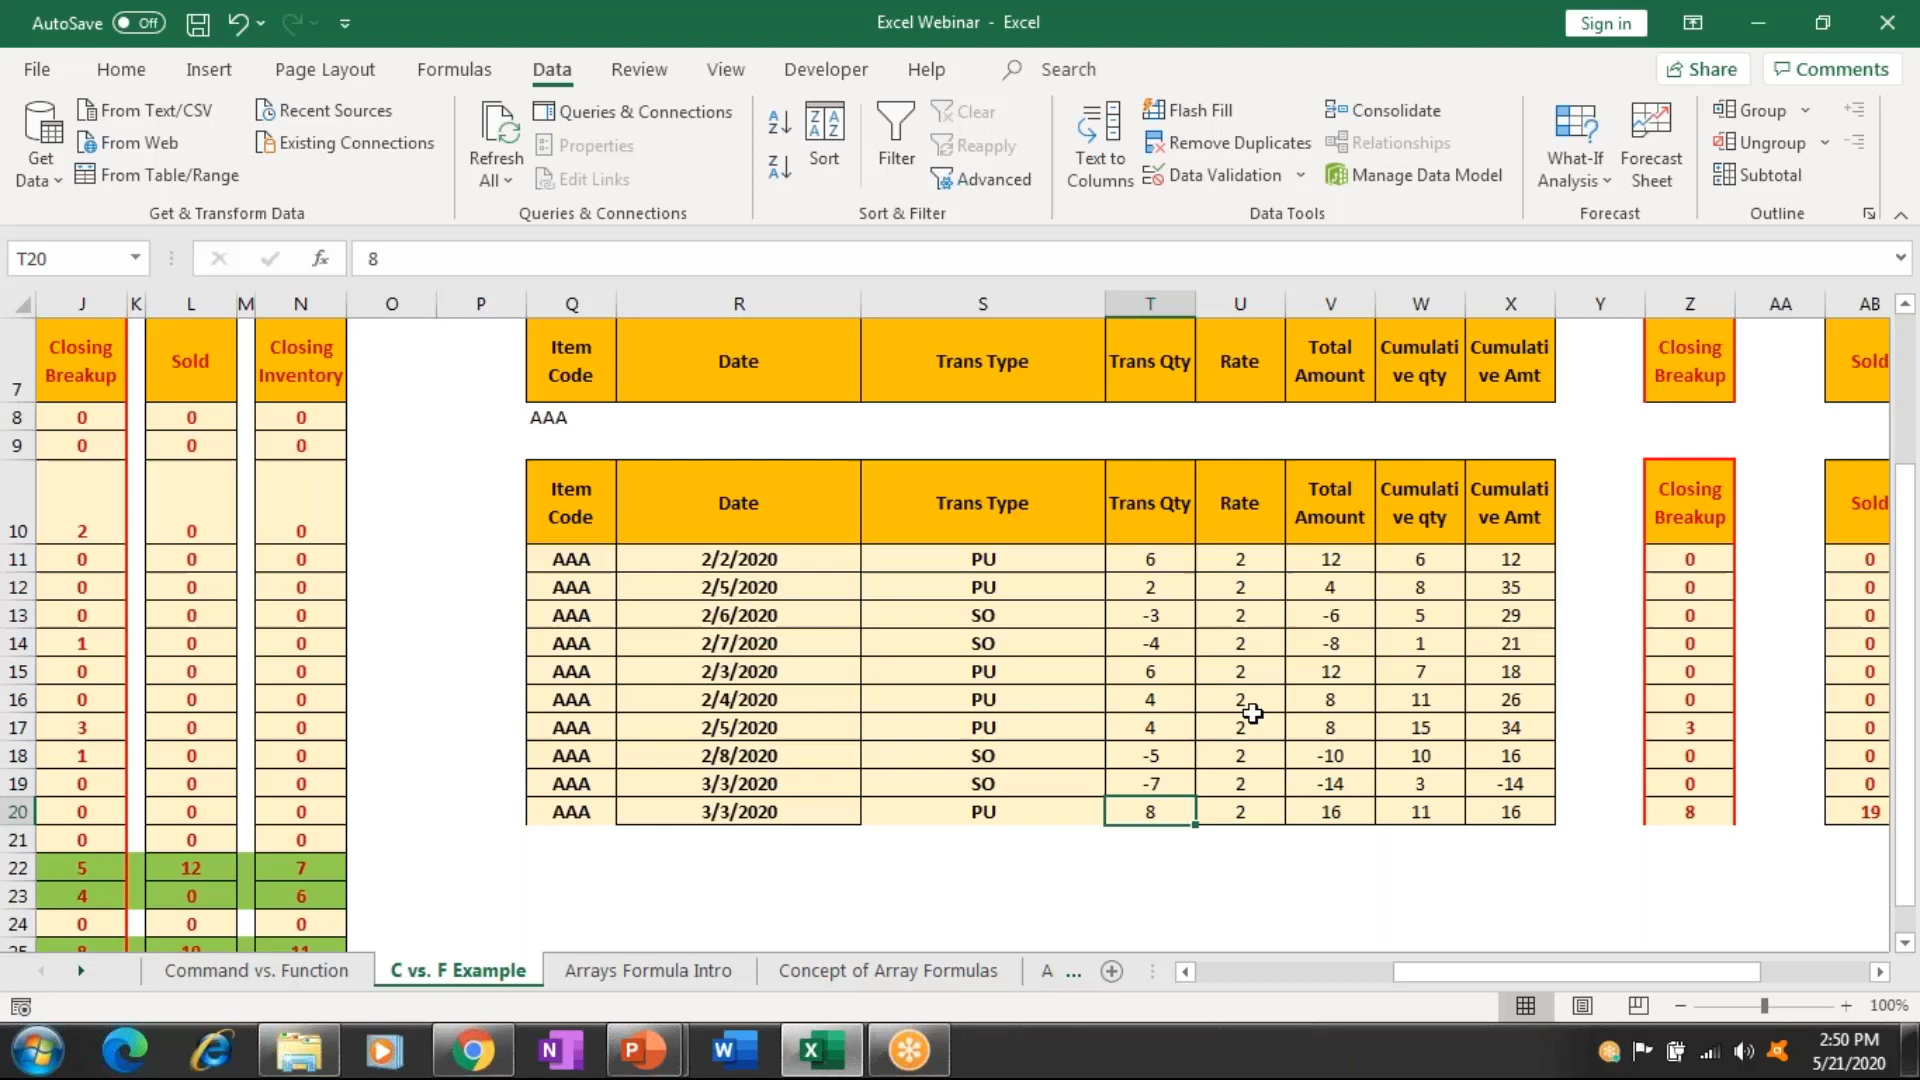 AutoSave Off Excel Webinar - Excel Sign in
File Home Insert Page Layout Formulas Data Review View Developer Help Search Share Comments
Get Data
From Text/CSV
From Web
From Table/Range
Recent Sources
Existing Connections
Get & Transform Data
Refresh All
Queries & Connections
Properties
Edit Links
Queries & Connections
Sort
Filter
Clear
Reapply
Advanced
Sort & Filter
Text to Columns
Flash Fill
Remove Duplicates
Data Validation
Consolidate
Relationships
Manage Data Model
Data Tools
What-If Analysis
Forecast Sheet
Forecast
Group
Ungroup
Subtotal
Outline
T20 fx 8
J K L M N O P Q R S T U V W X Y Z AA AB
7 Closing Breakup Sold Closing Inventory Item Code Date Trans Type Trans Qty Rate Total Amount Cumulati ve qty Cumulati ve Amt Closing Breakup Sold
8 0 0 0 AAA
9 0 0 0
10 2 0 0 Item Code Date Trans Type Trans Qty Rate Total Amount Cumulati ve qty Cumulati ve Amt Closing Breakup Sold
11 0 0 0 AAA 2/2/2020 PU 6 2 12 6 12 0 0
12 0 0 0 AAA 2/5/2020 PU 2 2 4 8 35 0 0
13 0 0 0 AAA 2/6/2020 SO -3 2 -6 5 29 0 0
14 1 0 0 AAA 2/7/2020 SO -4 2 -8 1 21 0 0
15 0 0 0 AAA 2/3/2020 PU 6 2 12 7 18 0 0
16 0 0 0 AAA 2/4/2020 PU 4 2 8 11 26 0 0
17 3 0 0 AAA 2/5/2020 PU 4 2 8 15 34 3 0
18 1 0 0 AAA 2/8/2020 SO -5 2 -10 10 16 0 0
19 0 0 0 AAA 3/3/2020 SO -7 2 -14 3 -14 0 0
20 0 0 0 AAA 3/3/2020 PU 8 2 16 11 16 8 19
21 0 0 0
22 5 12 7
23 4 0 6
24 0 0 0
25 8 19 11
Command vs. Function C vs. F Example Arrays Formula Intro Concept of Array Formulas A ...
100%
2:50 PM
5/21/2020